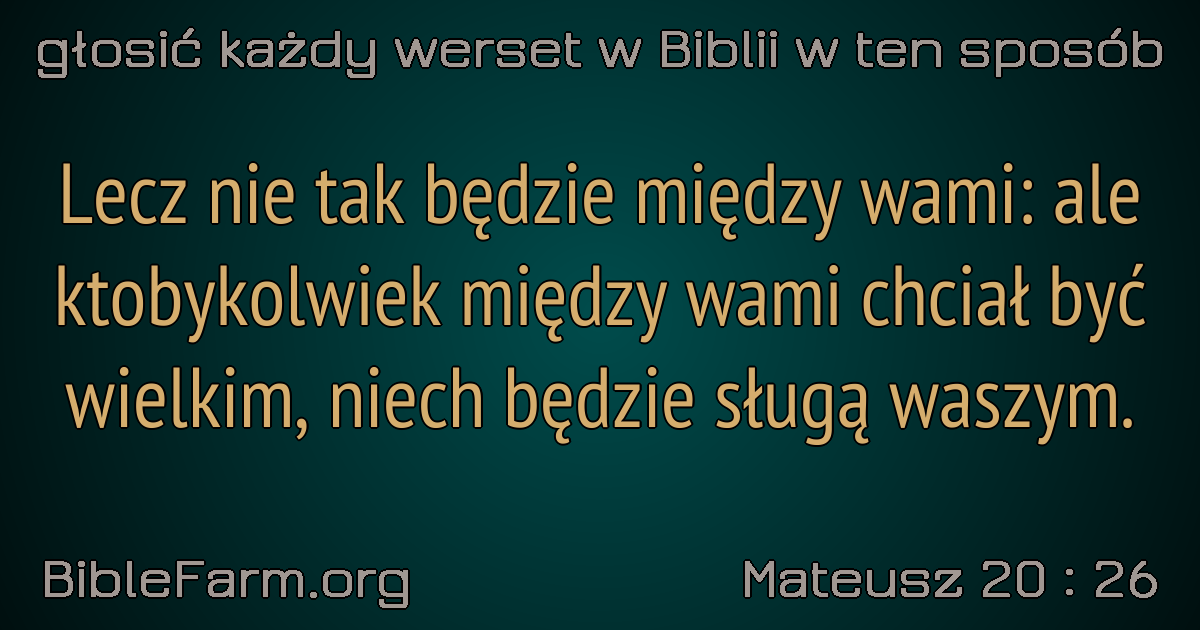 głosić każdy werset w Biblii w ten sposób
Lecz nie tak będzie między wami: ale
ktobykolwiek między wami chciał być
wielkim, niech będzie sługą waszym.
BibleFarm.org
Mateusz 20 : 26